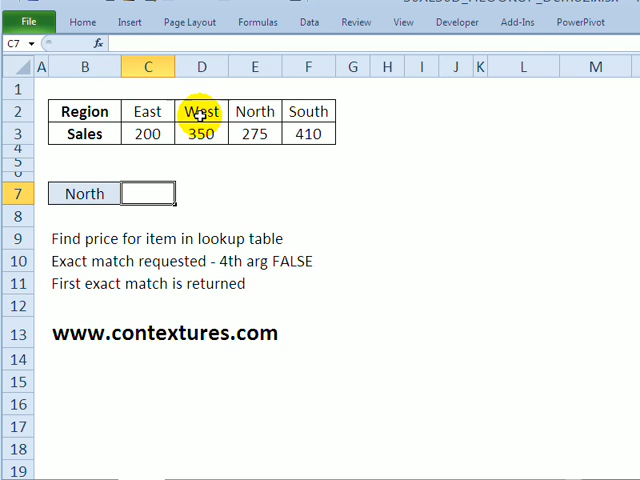 File Home Insert Page Layout Formulas Data Review View Developer Add-Ins PowerPivot
C7 fx
A B C D E F G H I J K L M
1
2 Region East West North South
3 Sales 200 350 275 410
4
5
6
7 North
8
9 Find price for item in lookup table
10 Exact match requested - 4th arg FALSE
11 First exact match is returned
12
13 www.contextures.com
14
15
16
17
18
19